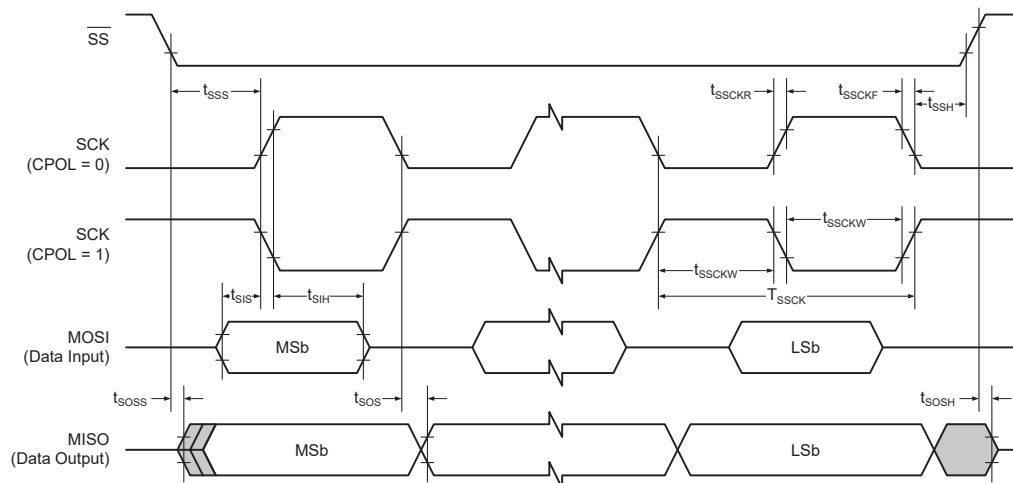 SS
tSSS
tSSCKR
tSSCKF
tSSH
SCK
(CPOL = 0)
SCK
(CPOL = 1)
tSSCKW
tSSCKW
TSSCK
tSIS
tSIH
MOSI
(Data Input)
MSb
LSb
tSOSS
tSOS
tSOSH
MISO
(Data Output)
MSb
LSb